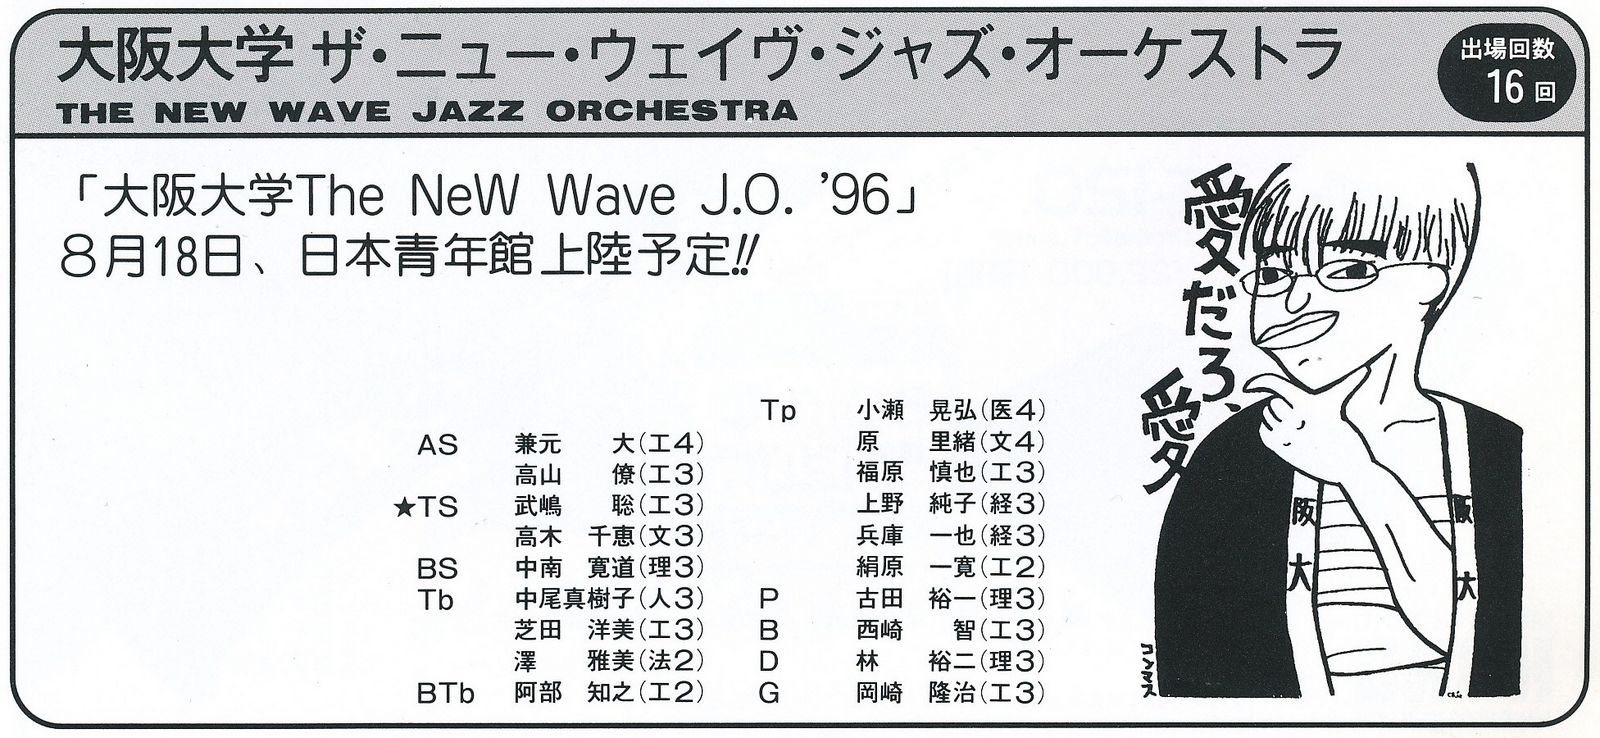 大阪大学 ザ・ニュー・ウェイヴ・ジャズ・オーケストラ
THE NEW WAVE JAZZ ORCHESTRA
出場回数
16回
「大阪大学The NeW Wave J.O. '96」
8月18日、日本青年館上陸予定!!
AS 兼元 大(工4)
高山 僚(工3)
★TS 武嶋 聡(工3)
高木 千恵(文3)
BS 中南 寛道(理3)
Tb 中尾真樹子(人3)
芝田 洋美(工3)
澤 雅美(法2)
BTb 阿部 知之(工2)
Tp 小瀬 晃弘(医4)
原 里緒(文4)
福原 慎也(工3)
上野 純子(経3)
兵庫 一也(経3)
絹原 一寛(工2)
P 古田 裕一(理3)
B 西崎 智(工3)
D 林 裕二(理3)
G 岡崎 隆治(工3)
愛だろ、
愛
阪大
阪大
コンマス